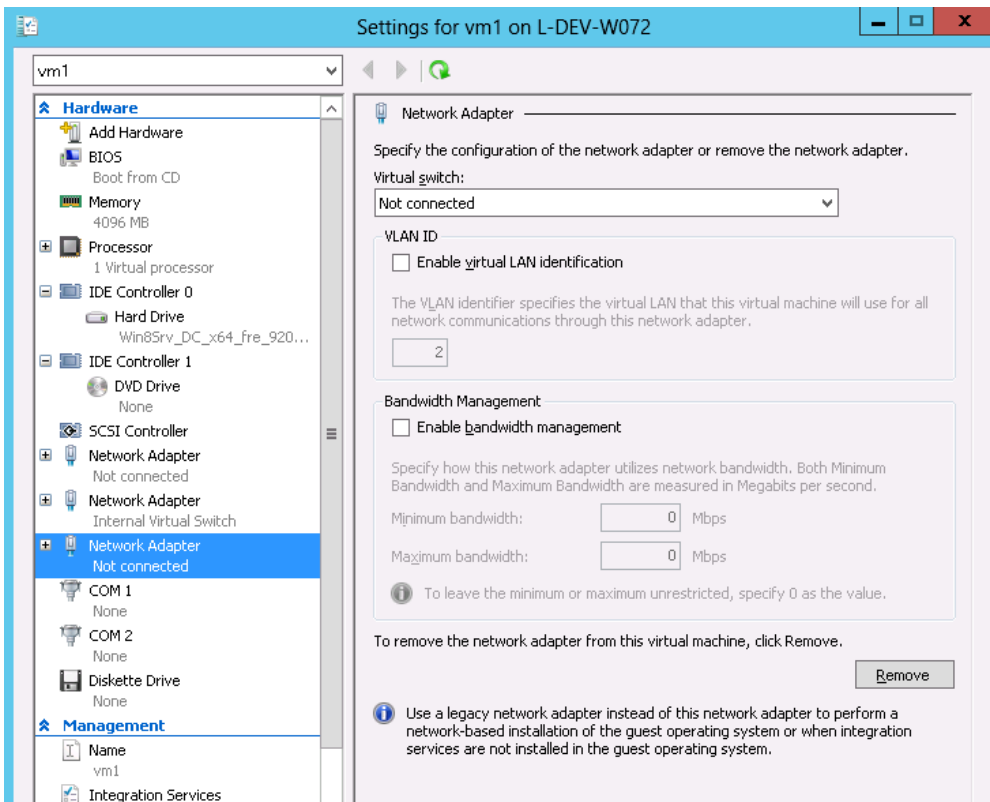 Settings for vm1 on L-DEV-W072
vm1
Hardware
Add Hardware
BIOS
Boot from CD
Memory
4096 MB
Processor
1 Virtual processor
IDE Controller 0
Hard Drive
Win8Srv_DC_x64_fre_920...
IDE Controller 1
DVD Drive
None
SCSI Controller
Network Adapter
Not connected
Network Adapter
Internal Virtual Switch
Network Adapter
Not connected
COM 1
None
COM 2
None
Diskette Drive
None
Management
Name
vm1
Integration Services
Network Adapter
Specify the configuration of the network adapter or remove the network adapter.
Virtual switch:
Not connected
VLAN ID
Enable virtual LAN identification
The VLAN identifier specifies the virtual LAN that this virtual machine will use for all
network communications through this network adapter.
2
Bandwidth Management
Enable bandwidth management
Specify how this network adapter utilizes network bandwidth. Both Minimum
Bandwidth and Maximum Bandwidth are measured in Megabits per second.
Minimum bandwidth: 0 Mbps
Maximum bandwidth: 0 Mbps
To leave the minimum or maximum unrestricted, specify 0 as the value.
To remove the network adapter from this virtual machine, click Remove.
Remove
Use a legacy network adapter instead of this network adapter to perform a
network-based installation of the guest operating system or when integration
services are not installed in the guest operating system.